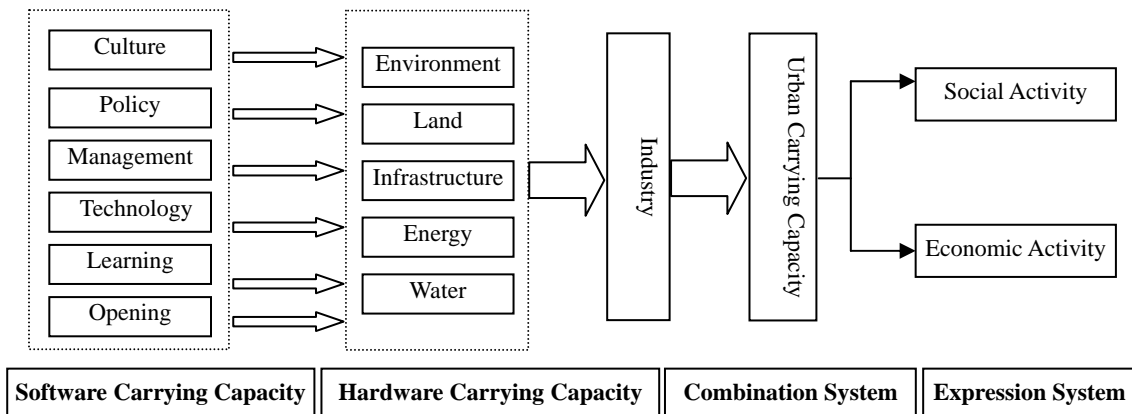 Culture
Policy
Management
Technology
Learning
Opening
Environment
Land
Infrastructure
Energy
Water
Industry
Urban Carrying Capacity
Social Activity
Economic Activity
Software Carrying Capacity
Hardware Carrying Capacity
Combination System
Expression System